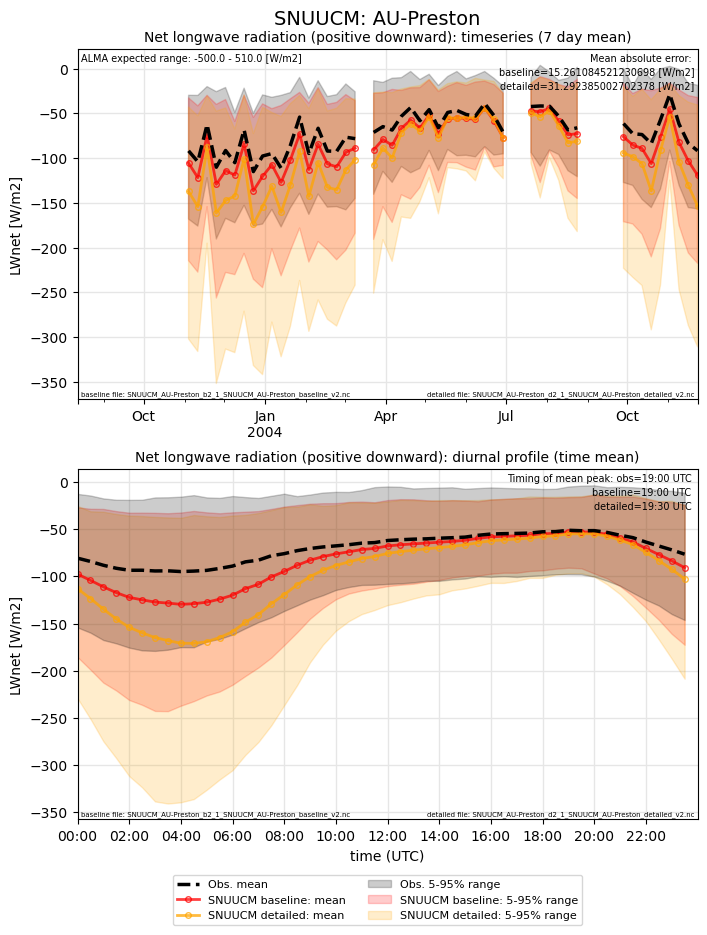 SNUUCM: AU-Preston
Net longwave radiation (positive downward): timeseries (7 day mean)
ALMA expected range: -500.0 - 510.0 [W/m2]
Mean absolute error:
baseline=15.261084521230698 [W/m2]
detailed=31.292385002702378 [W/m2]
0
−50
−100
−150
−200
−250
−300
−350
LWnet [W/m2]
baseline file: SNUUCM_AU-Preston_b2_1_SNUUCM_AU-Preston_baseline_v2.nc
detailed file: SNUUCM_AU-Preston_d2_1_SNUUCM_AU-Preston_detailed_v2.nc
Oct Jan Apr Jul Oct
2004
Net longwave radiation (positive downward): diurnal profile (time mean)
Timing of mean peak: obs=19:00 UTC
baseline=19:00 UTC
detailed=19:30 UTC
0
−50
−100
−150
−200
−250
−300
−350
LWnet [W/m2]
baseline file: SNUUCM_AU-Preston_b2_1_SNUUCM_AU-Preston_baseline_v2.nc
detailed file: SNUUCM_AU-Preston_d2_1_SNUUCM_AU-Preston_detailed_v2.nc
00:00 02:00 04:00 06:00 08:00 10:00 12:00 14:00 16:00 18:00 20:00 22:00
time (UTC)
Obs. mean
SNUUCM baseline: mean
SNUUCM detailed: mean
Obs. 5-95% range
SNUUCM baseline: 5-95% range
SNUUCM detailed: 5-95% range